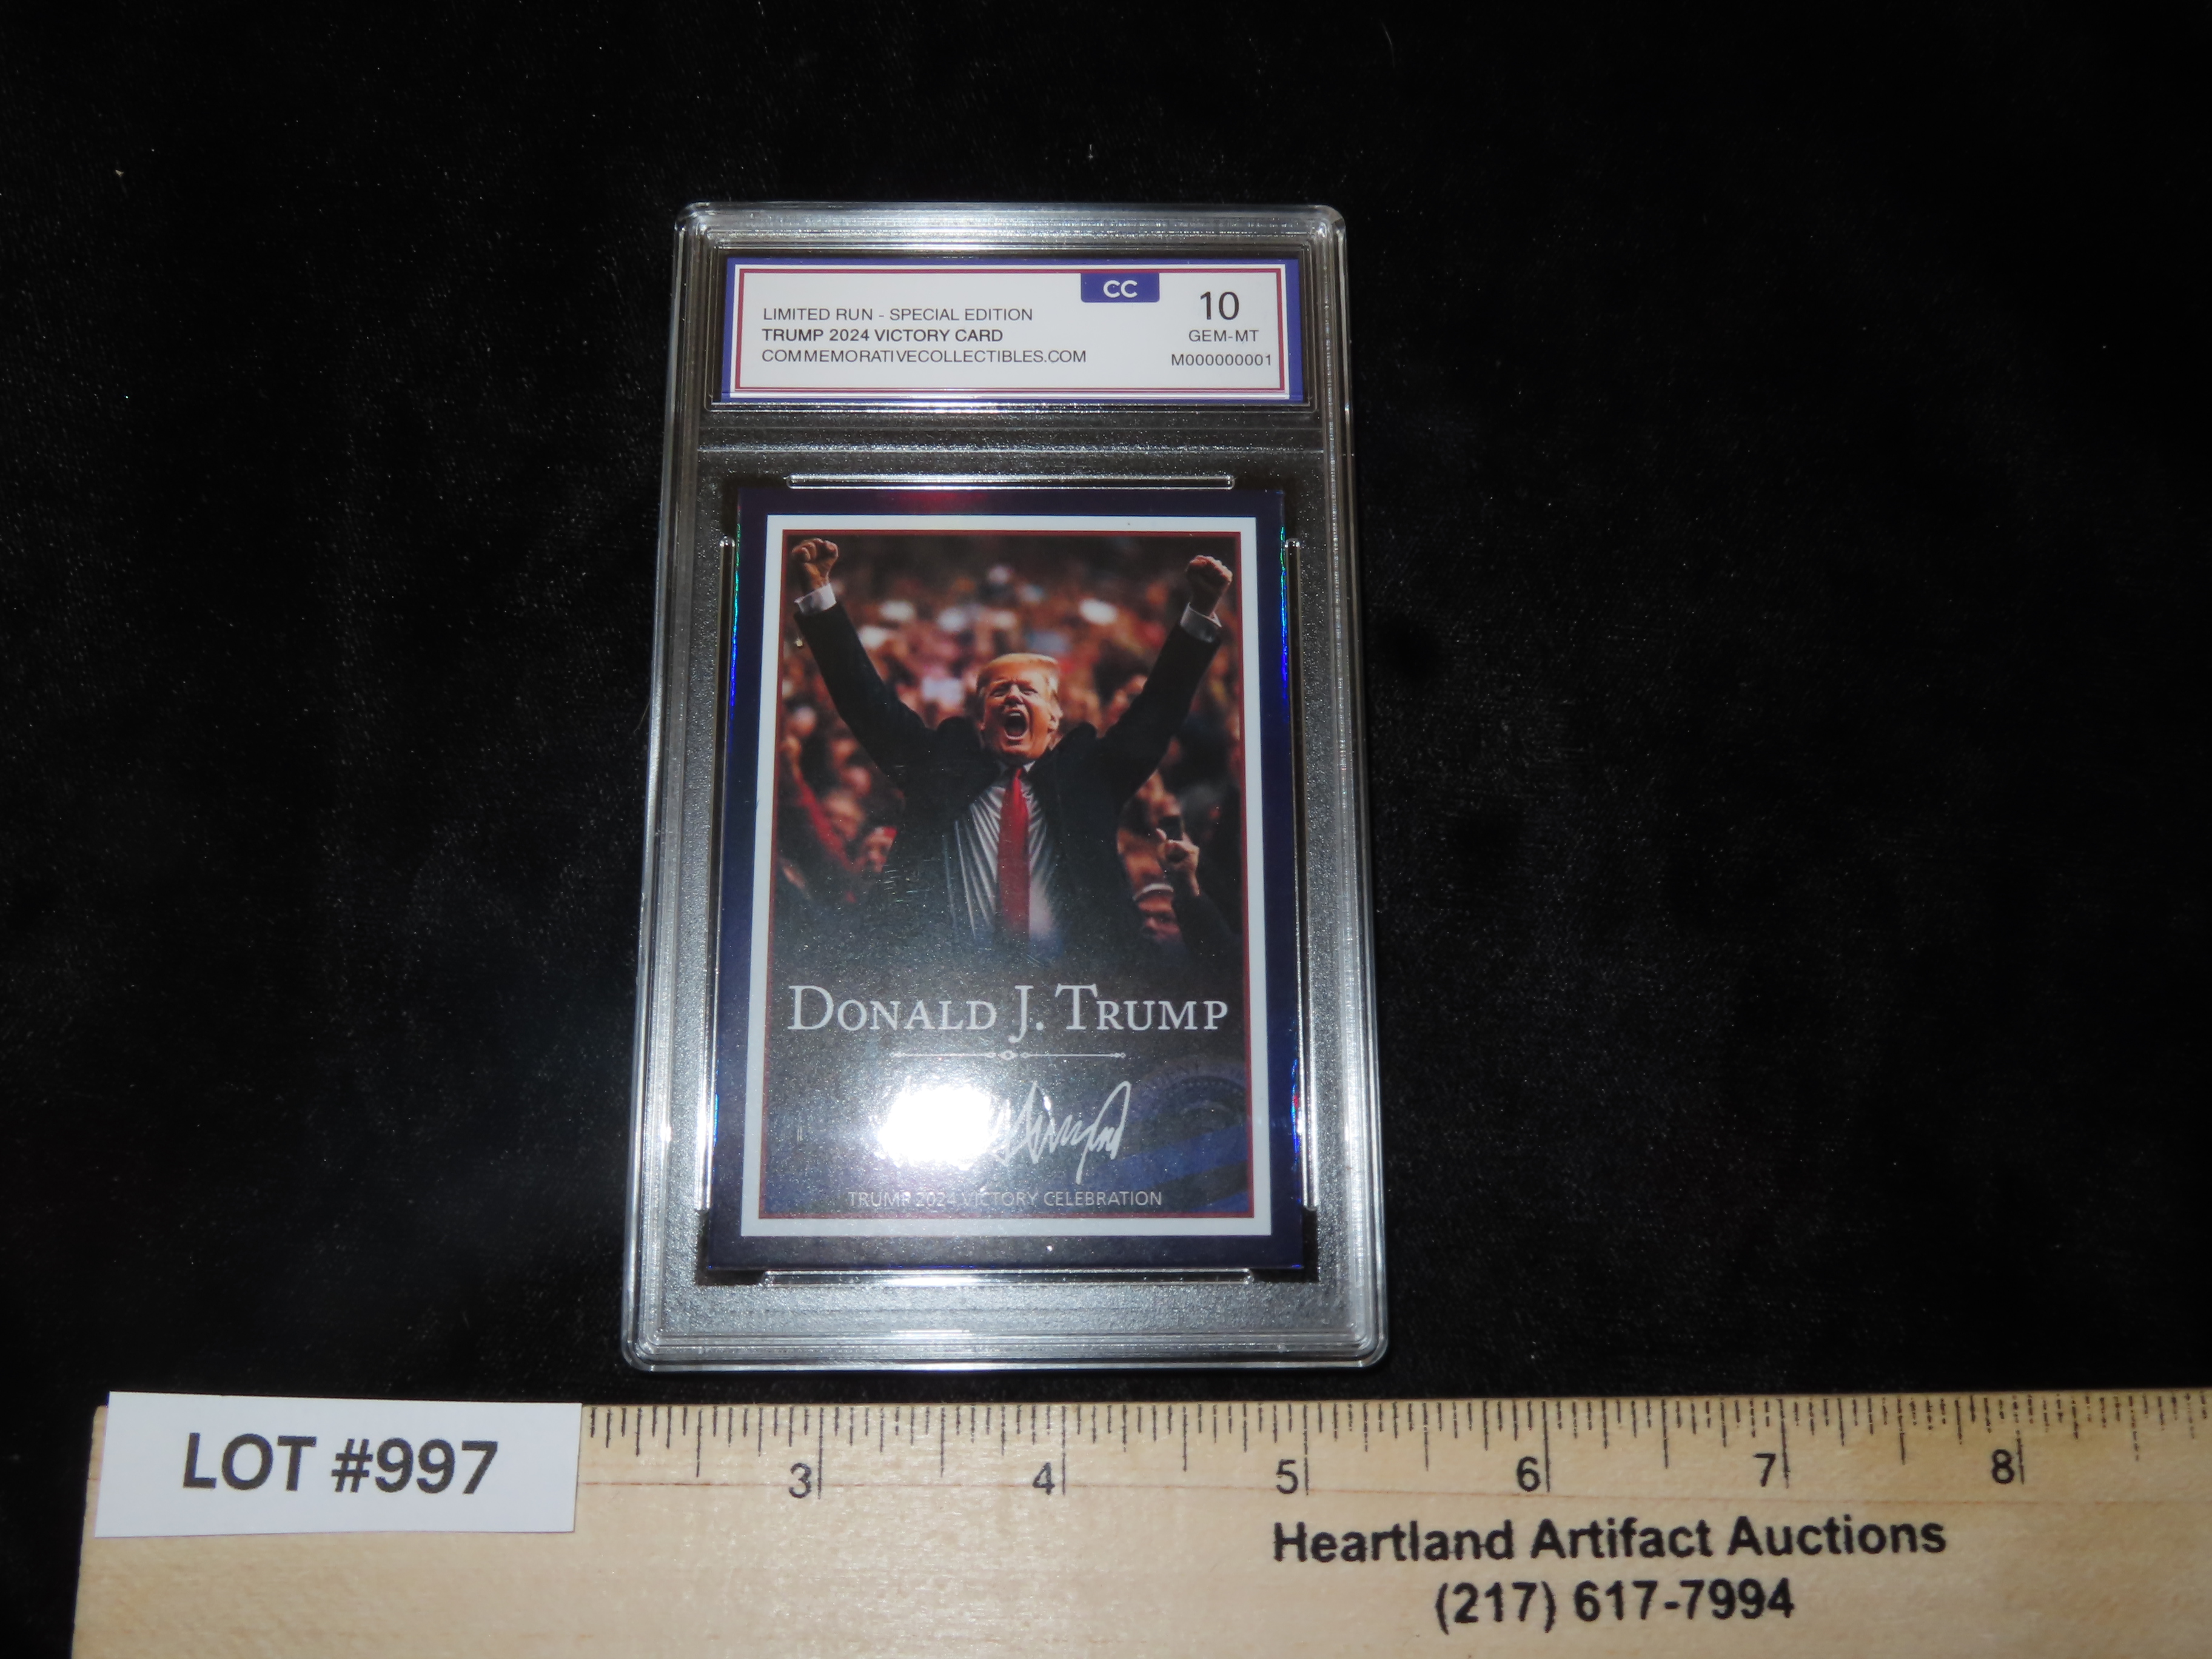 CC
LIMITED RUN - SPECIAL EDITION
TRUMP 2024 VICTORY CARD
COMMEMORATIVECOLLECTIBLES.COM
10
GEM-MT
M000000001
DONALD J. TRUMP
TRUMP 2024 VICTORY CELEBRATION
LOT #997
3 4 5 6 7 8
Heartland Artifact Auctions
(217) 617-7994